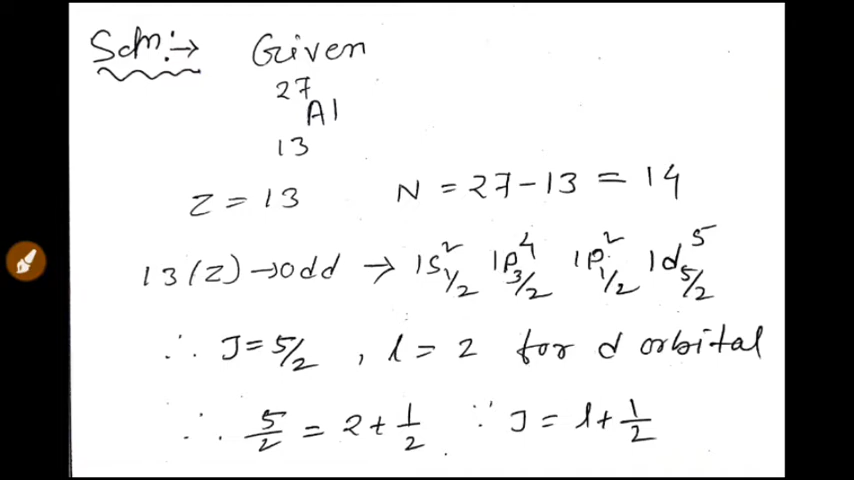 Soln:→ Given
27
Al
13
Z = 13 N = 27-13 = 14
13(Z)→odd → 1s²₁/₂ 1p⁴₃/₂ 1p²₁/₂ 1d⁵₅/₂
∴ J=5/2 , l = 2 for d orbital
∴ 5/2 = 2+1/2 ∵ J = l+1/2